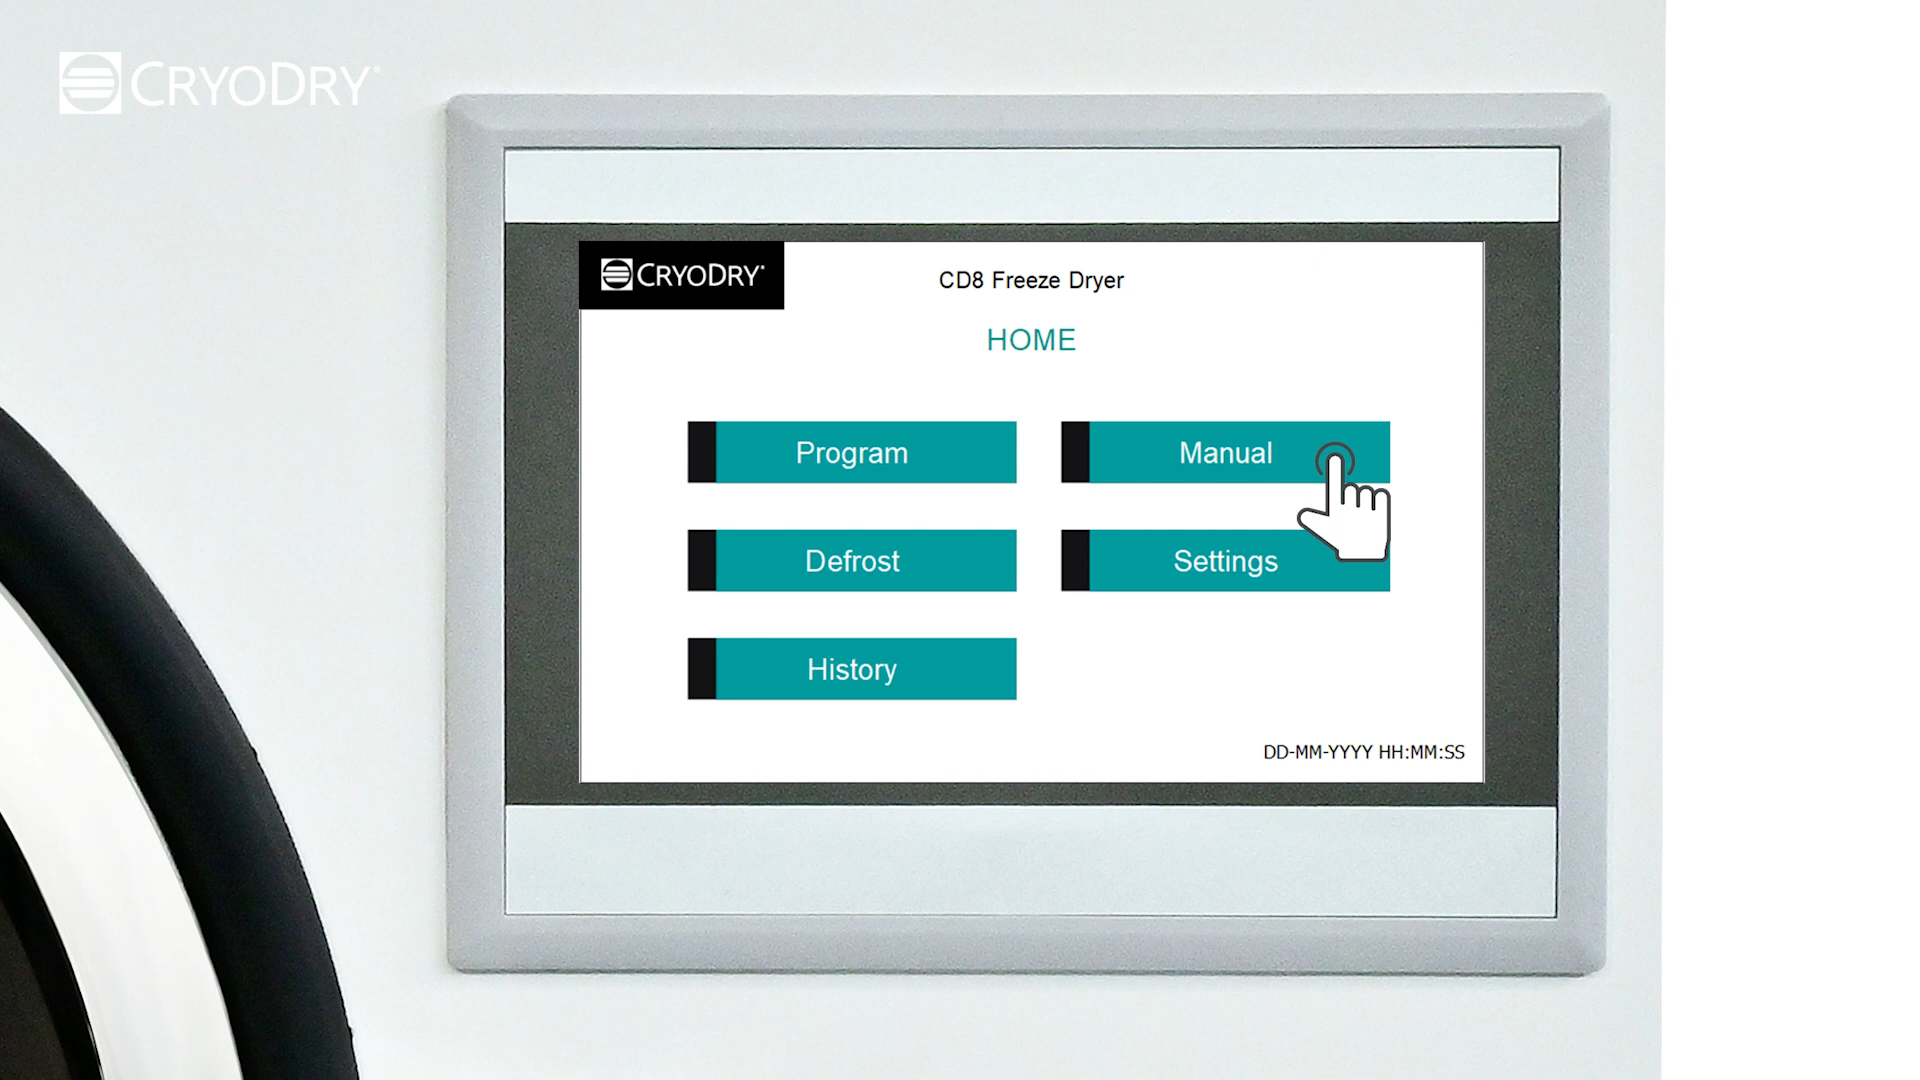 CRYODRY®
CRYODRY®
CD8 Freeze Dryer
HOME
Program
Manual
Defrost
Settings
History
DD-MM-YYYY HH:MM:SS